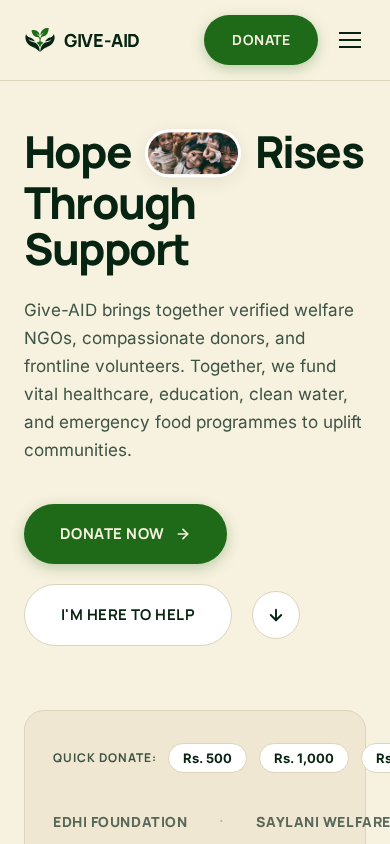 GIVE-AID
DONATE
Hope Rises
Through
Support
Give-AID brings together verified welfare
NGOs, compassionate donors, and
frontline volunteers. Together, we fund
vital healthcare, education, clean water,
and emergency food programmes to uplift
communities.
DONATE NOW →
I'M HERE TO HELP ↓
QUICK DONATE: Rs. 500 Rs. 1,000 Rs
EDHI FOUNDATION · SAYLANI WELFARE